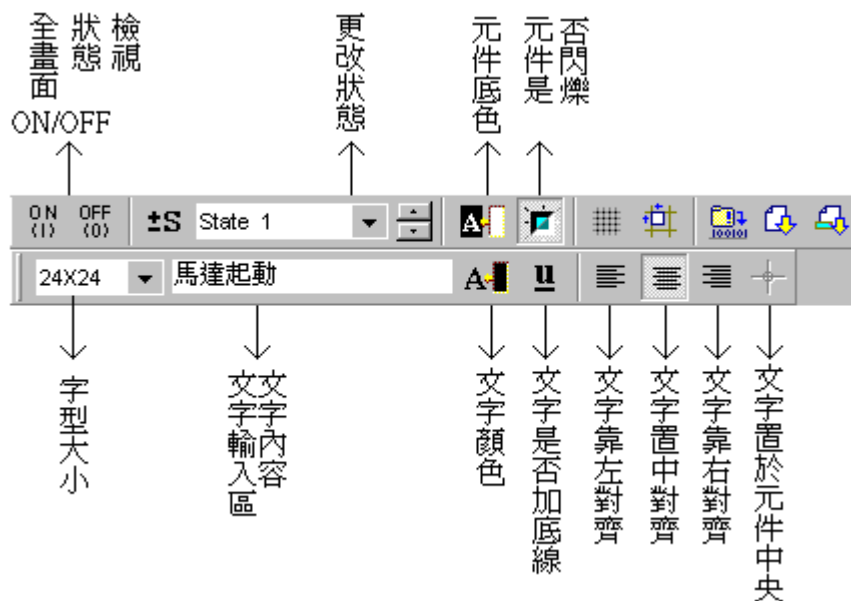 全畫面
狀態
檢視
ON/OFF
更改狀態
元件底色
元件是
否閃爍
ON
(1)
OFF
(0)
±S
State 1
A
10101
24X24
馬達起動
A
u
字型大小
文字輸入區
文字內容
文字顏色
文字是否加底線
文字靠左對齊
文字置中對齊
文字靠右對齊
文字置於元件中央